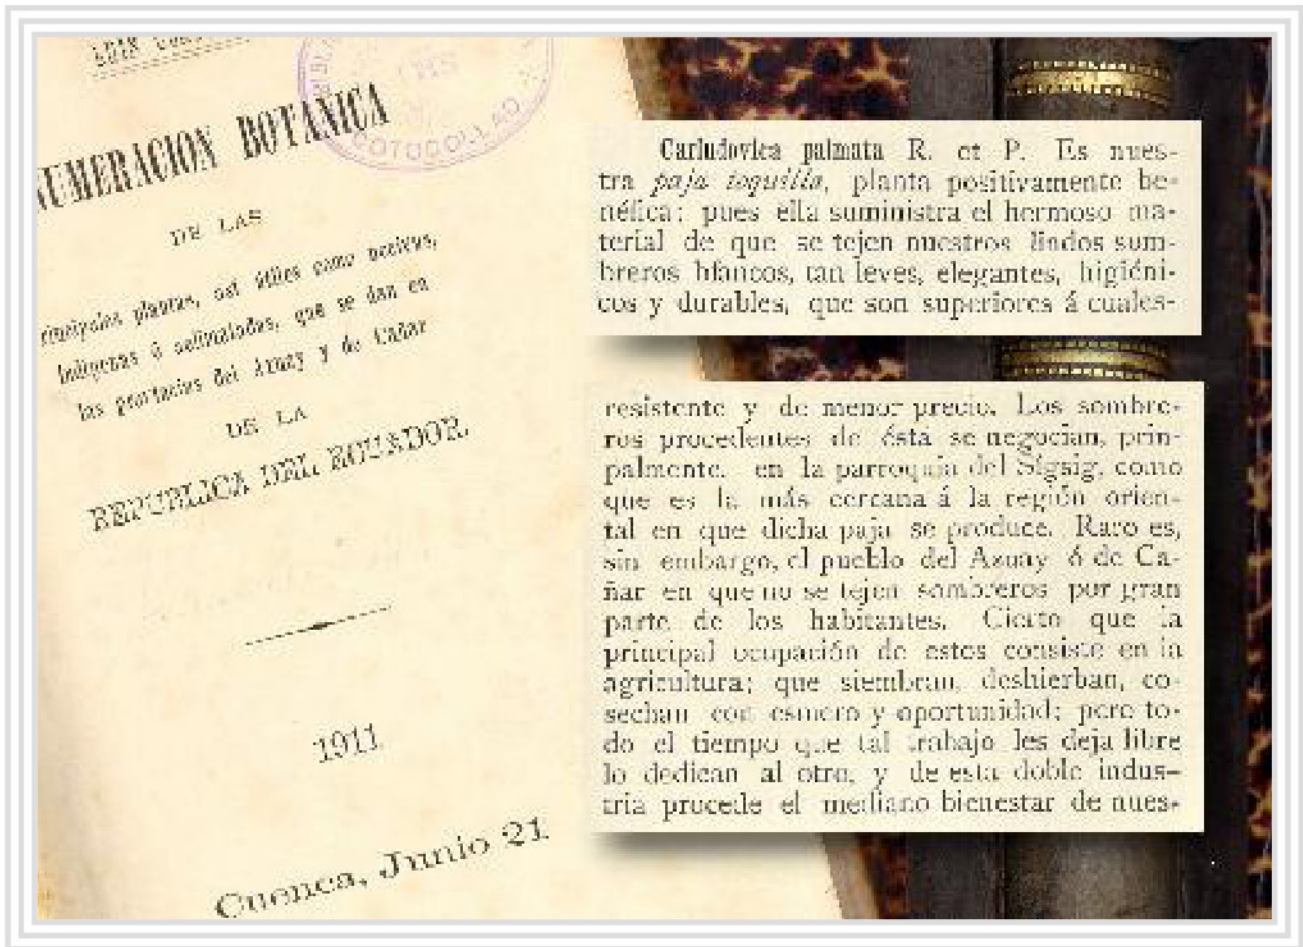 NUMERACION BOTANICA
DE LAS
rincipales plantas, asi útiles como nocivas,
indigenas ó aclimatadas, que se dan en
las provincias del Azuay y de Cañar
DE LA
REPUBLICA DEL ECUADOR.
1911
Cuenca, Junio 21
COTOCOLLAO
Carludovica palmata R. et P. Es nues-
tra paja toquilla, planta positivamente be-
néfica: pues ella suministra el hermoso ma-
terial de que se tejen nuestros lindos som-
breros blancos, tan leves, elegantes, higiéni-
cos y durables, que son superiores á cuales-
resistente y de menor precio. Los sombre-
ros procedentes de ésta se negocian, prin-
palmente, en la parroquia del Sígsig, como
que es la más cercana á la región orien-
tal en que dicha paja se produce. Raro es,
sin embargo, el pueblo del Azuay ó de Ca-
ñar en que no se tejen sombreros por gran
parte de los habitantes. Cierto que la
principal ocupación de estos consiste en la
agricultura; que siembran, deshierban, co-
sechan con esmero y oportunidad; pero to-
do el tiempo que tal trabajo les deja libre
lo dedican al otro, y de esta doble indus-
tria procede el mediano bienestar de nues-